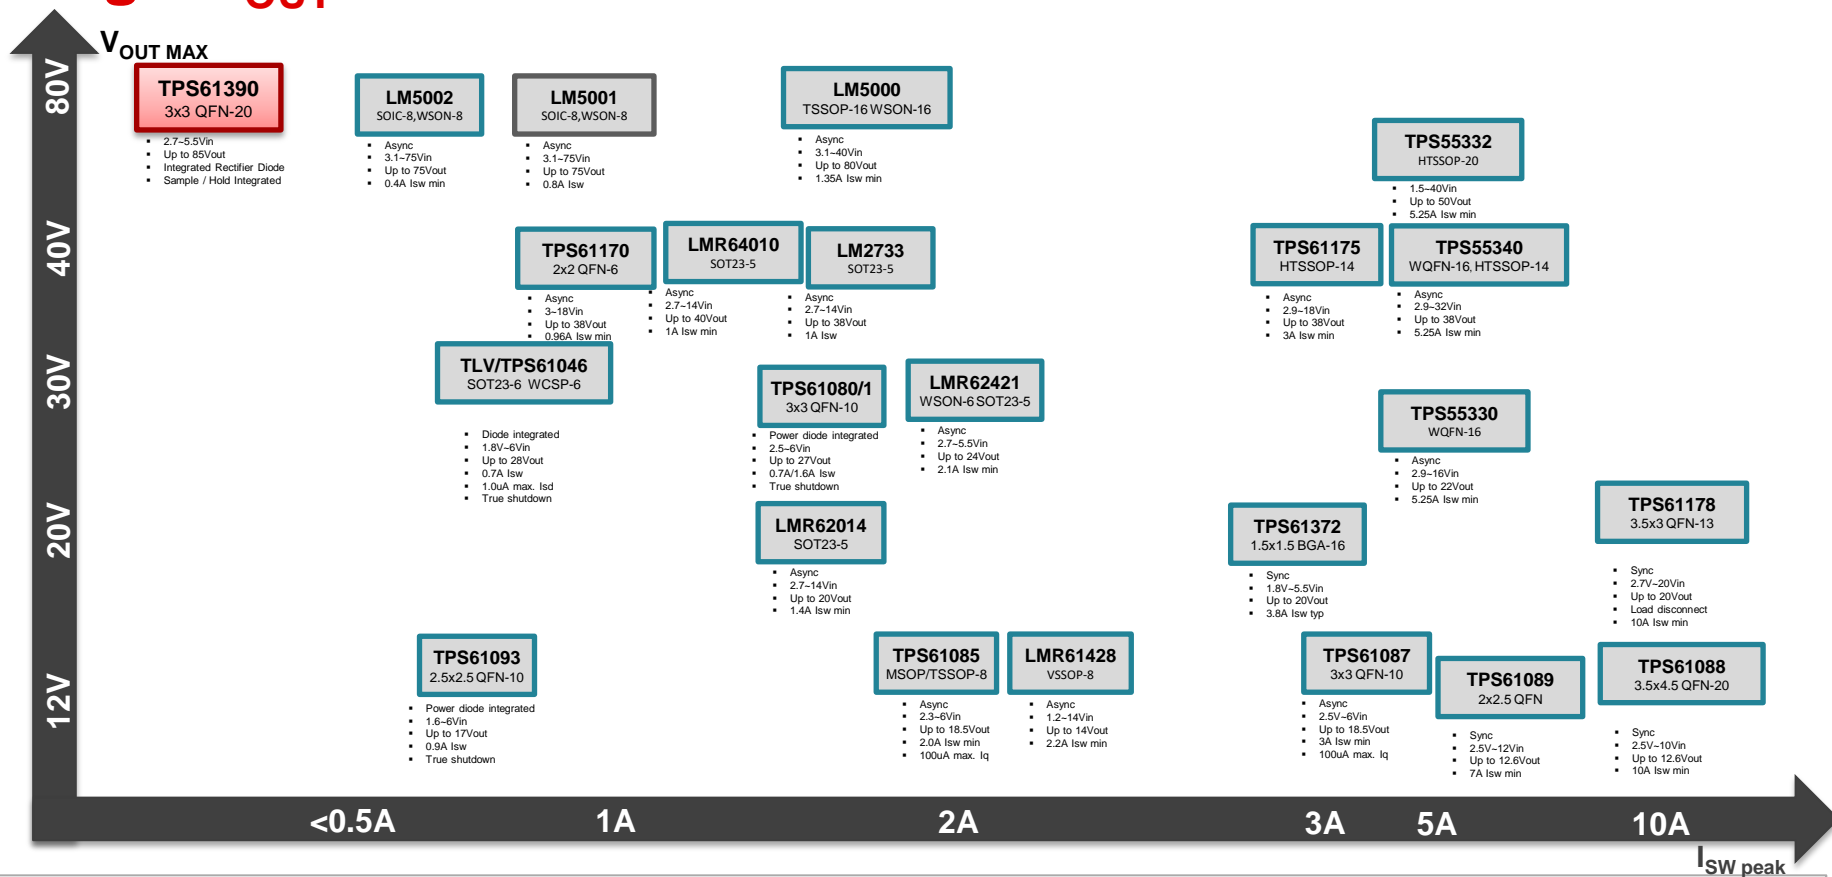 OUT
VOUT MAX
80V
40V
30V
20V
12V
TPS61390
3x3 QFN-20
▪ 2.7~5.5Vin
▪ Up to 85Vout
▪ Integrated Rectifier Diode
▪ Sample / Hold Integrated
LM5002
SOIC-8,WSON-8
▪ Async
▪ 3.1~75Vin
▪ Up to 75Vout
▪ 0.4A Isw min
LM5001
SOIC-8,WSON-8
▪ Async
▪ 3.1~75Vin
▪ Up to 75Vout
▪ 0.8A Isw
LM5000
TSSOP-16 WSON-16
▪ Async
▪ 3.1~40Vin
▪ Up to 80Vout
▪ 1.35A Isw min
TPS55332
HTSSOP-20
▪ 1.5~40Vin
▪ Up to 50Vout
▪ 5.25A Isw min
TPS61170
2x2 QFN-6
▪ Async
▪ 3~18Vin
▪ Up to 38Vout
▪ 0.96A Isw min
LMR64010
SOT23-5
▪ Async
▪ 2.7~14Vin
▪ Up to 40Vout
▪ 1A Isw min
LM2733
SOT23-5
▪ Async
▪ 2.7~14Vin
▪ Up to 38Vout
▪ 1A Isw
TPS61175
HTSSOP-14
▪ Async
▪ 2.9~18Vin
▪ Up to 38Vout
▪ 3A Isw min
TPS55340
WQFN-16, HTSSOP-14
▪ Async
▪ 2.9~32Vin
▪ Up to 38Vout
▪ 5.25A Isw min
TLV/TPS61046
SOT23-6 WCSP-6
▪ Diode integrated
▪ 1.8V~6Vin
▪ Up to 28Vout
▪ 0.7A Isw
▪ 1.0uA max. Isd
▪ True shutdown
TPS61080/1
3x3 QFN-10
▪ Power diode integrated
▪ 2.5~6Vin
▪ Up to 27Vout
▪ 0.7A/1.6A Isw
▪ True shutdown
LMR62421
WSON-6 SOT23-5
▪ Async
▪ 2.7~5.5Vin
▪ Up to 24Vout
▪ 2.1A Isw min
TPS55330
WQFN-16
▪ Async
▪ 2.9~16Vin
▪ Up to 22Vout
▪ 5.25A Isw min
LMR62014
SOT23-5
▪ Async
▪ 2.7~14Vin
▪ Up to 20Vout
▪ 1.4A Isw min
TPS61372
1.5x1.5 BGA-16
▪ Sync
▪ 1.8V~5.5Vin
▪ Up to 20Vout
▪ 3.8A Isw typ
TPS61178
3.5x3 QFN-13
▪ Sync
▪ 2.7V~20Vin
▪ Up to 20Vout
▪ Load disconnect
▪ 10A Isw min
TPS61093
2.5x2.5 QFN-10
▪ Power diode integrated
▪ 1.6~6Vin
▪ Up to 17Vout
▪ 0.9A Isw
▪ True shutdown
TPS61085
MSOP/TSSOP-8
▪ Async
▪ 2.3~6Vin
▪ Up to 18.5Vout
▪ 2.0A Isw min
▪ 100uA max. Iq
LMR61428
VSSOP-8
▪ Async
▪ 1.2~14Vin
▪ Up to 14Vout
▪ 2.2A Isw min
TPS61087
3x3 QFN-10
▪ Async
▪ 2.5V~6Vin
▪ Up to 18.5Vout
▪ 3A Isw min
▪ 100uA max. Iq
TPS61089
2x2.5 QFN
▪ Sync
▪ 2.5V~12Vin
▪ Up to 12.6Vout
▪ 7A Isw min
TPS61088
3.5x4.5 QFN-20
▪ Sync
▪ 2.5V~10Vin
▪ Up to 12.6Vout
▪ 10A Isw min
<0.5A
1A
2A
3A
5A
10A
ISW peak